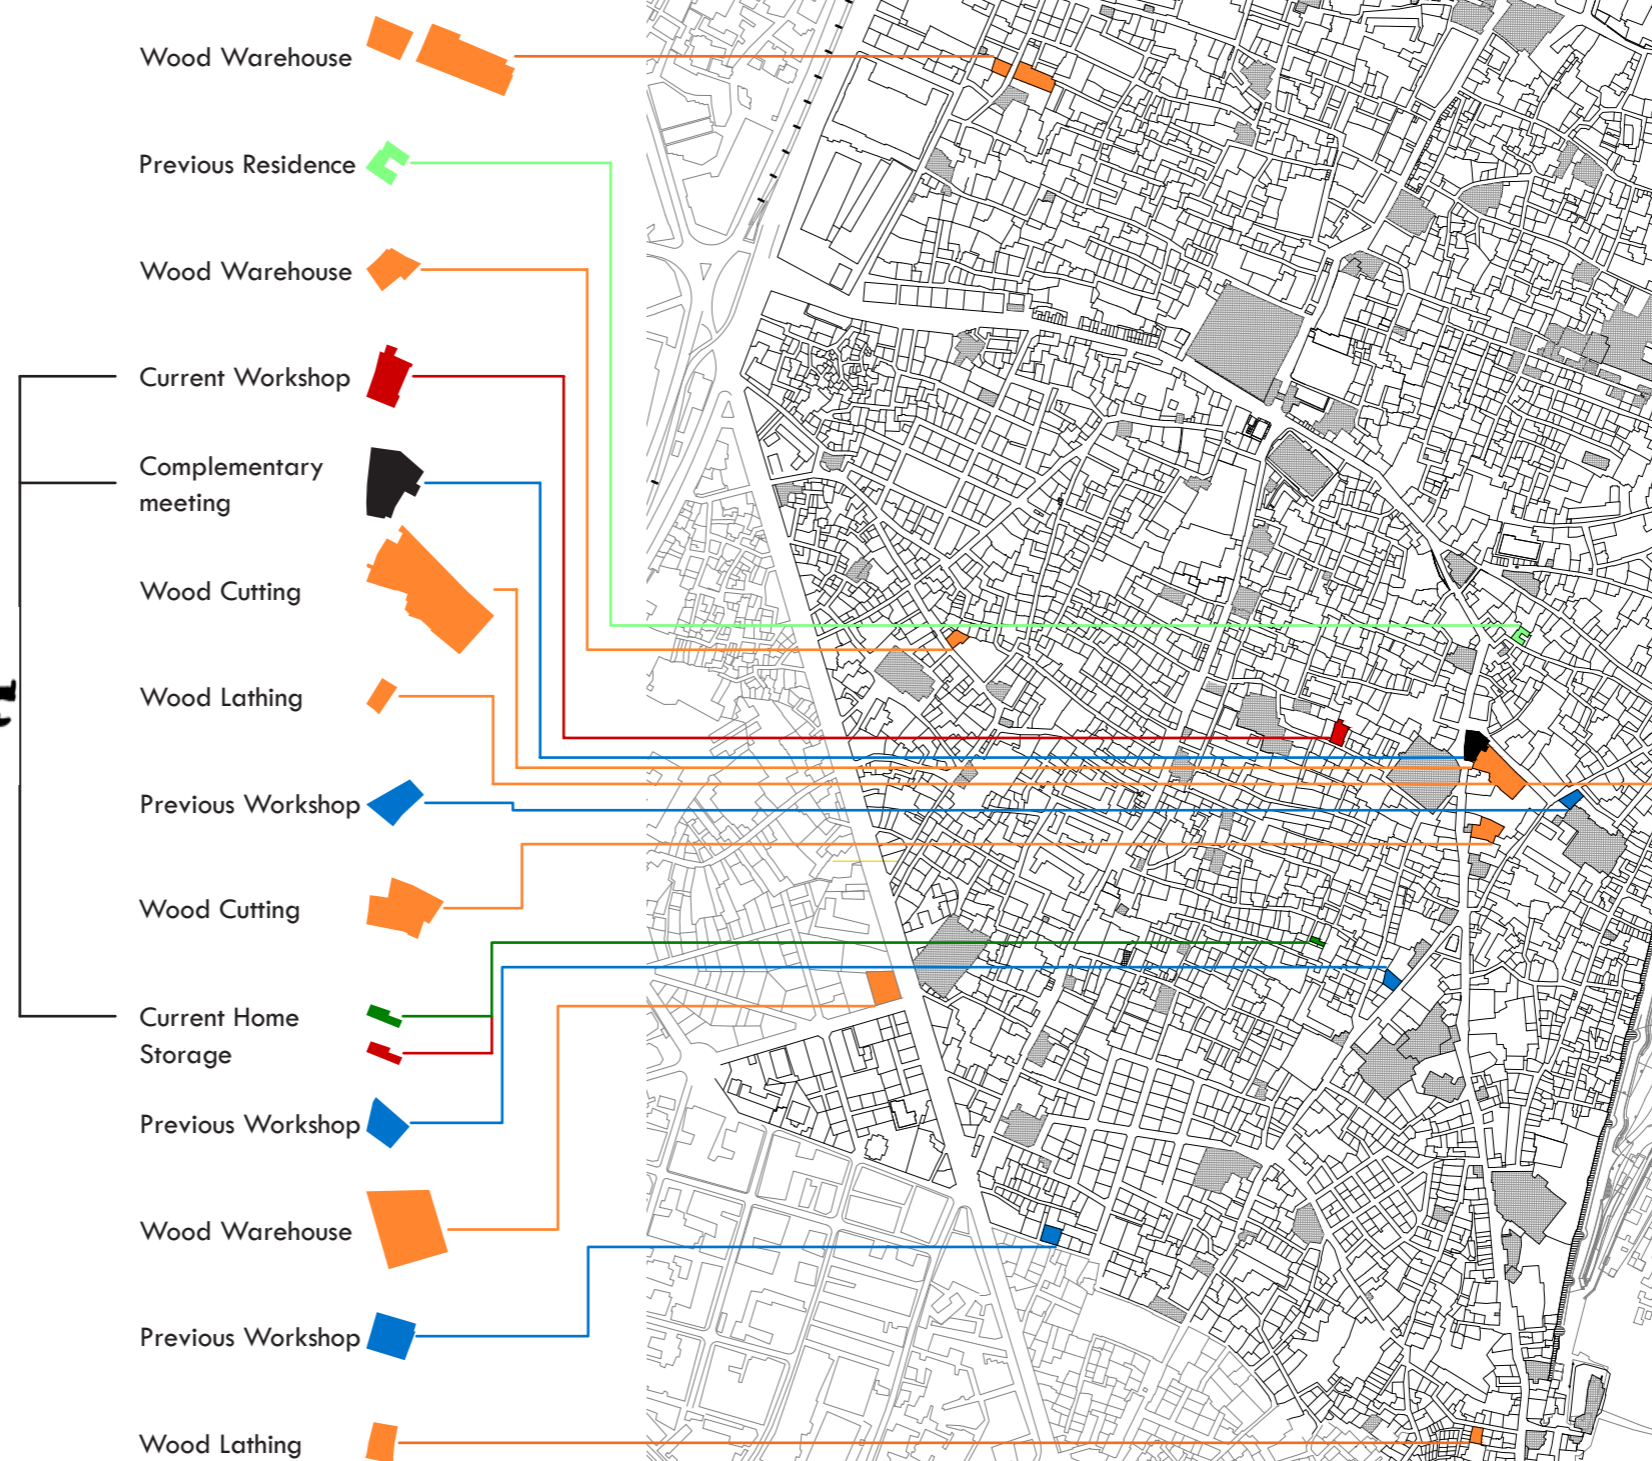 Wood Warehouse
Previous Residence
Wood Warehouse
Current Workshop
Complementary
meeting
Wood Cutting
Wood Lathing
Previous Workshop
Wood Cutting
Current Home
Storage
Previous Workshop
Wood Warehouse
Previous Workshop
Wood Lathing